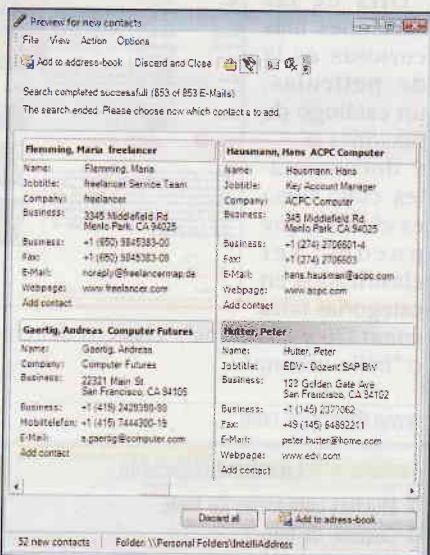 Preview for new contacts
File View Action Options
Add to address-book Discard and Close
Search completed successfull (853 of 853 E-Mails)
The search ended. Please choose now which contact s to add.
Flemming, Maria freelancer
Name: Flemming, Maria
Jobtitle: freelancer Service Team
Company: freelancer
Business: 3345 Middlefield Rd
Menlo Park, CA 94025
Business: +1 (650) 9845383-00
Fax: +1 (650) 9845383-09
E-Mail: noreply@freelancermap.de
Webpage: www.freelancer.com
Add contact
Hausmann, Hans ACPC Computer
Name: Hausmann, Hans
Jobtitle: Key Account Manager
Company: ACPC Computer
Business: 345 Middlefield Rd
Menlo Park, CA 94025
Business: +1 (274) 2706601-4
Fax: +1 (274) 2706603
E-Mail: hans.hausman@acpc.com
Webpage: www.acpc.com
Add contact
Gaertig, Andreas Computer Futures
Name: Gaertig, Andreas
Company: Computer Futures
Business: 22321 Main St
San Francisco, CA 94105
Business: +1 (415) 2429390-90
Mobiltelefon: +1 (415) 7444300-19
E-Mail: a.gaertig@computer.com
Add contact
Hutter, Peter
Name: Hutter, Peter
Jobtitle: EDV - Dozent SAP BW
Business: 123 Golden Gate Ave
San Francisco, CA 94102
Business: +1 (145) 2377062
Fax: +49 (145) 64892211
E-Mail: peter.hutter@home.com
Webpage: www.edv.com
Add contact
Discard all Add to adress-book
52 new contacts Folder: \\Personal Folders\IntelliAddress